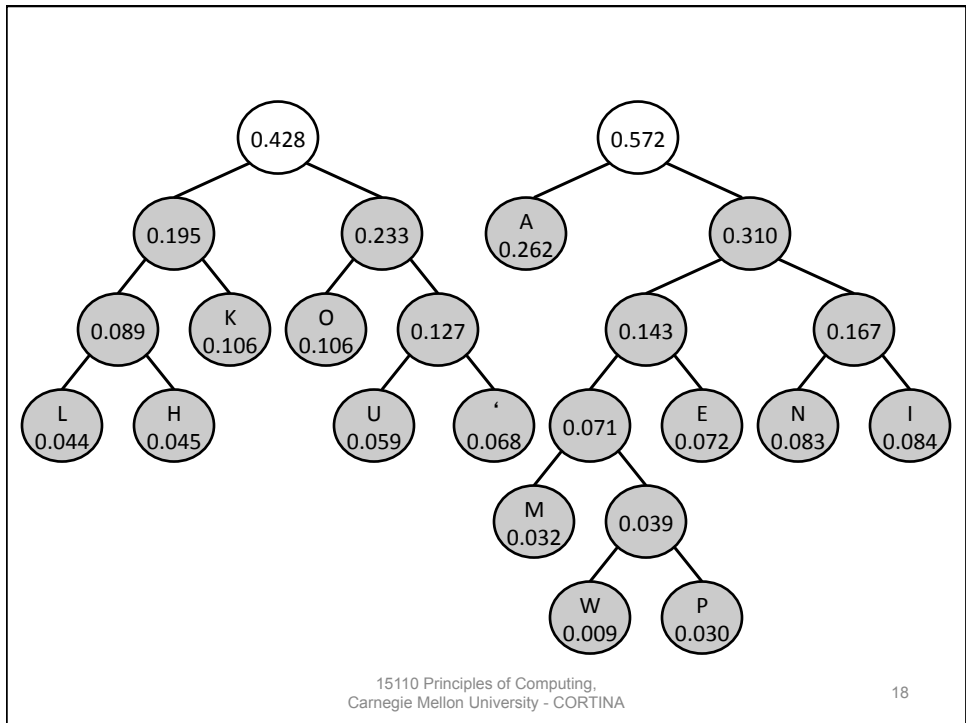 0.428
0.572
0.195
0.233
A
0.262
0.310
0.089
K
0.106
O
0.106
0.127
0.143
0.167
L
0.044
H
0.045
U
0.059
‘
0.068
0.071
E
0.072
N
0.083
I
0.084
M
0.032
0.039
W
0.009
P
0.030
15110 Principles of Computing,
Carnegie Mellon University - CORTINA
18